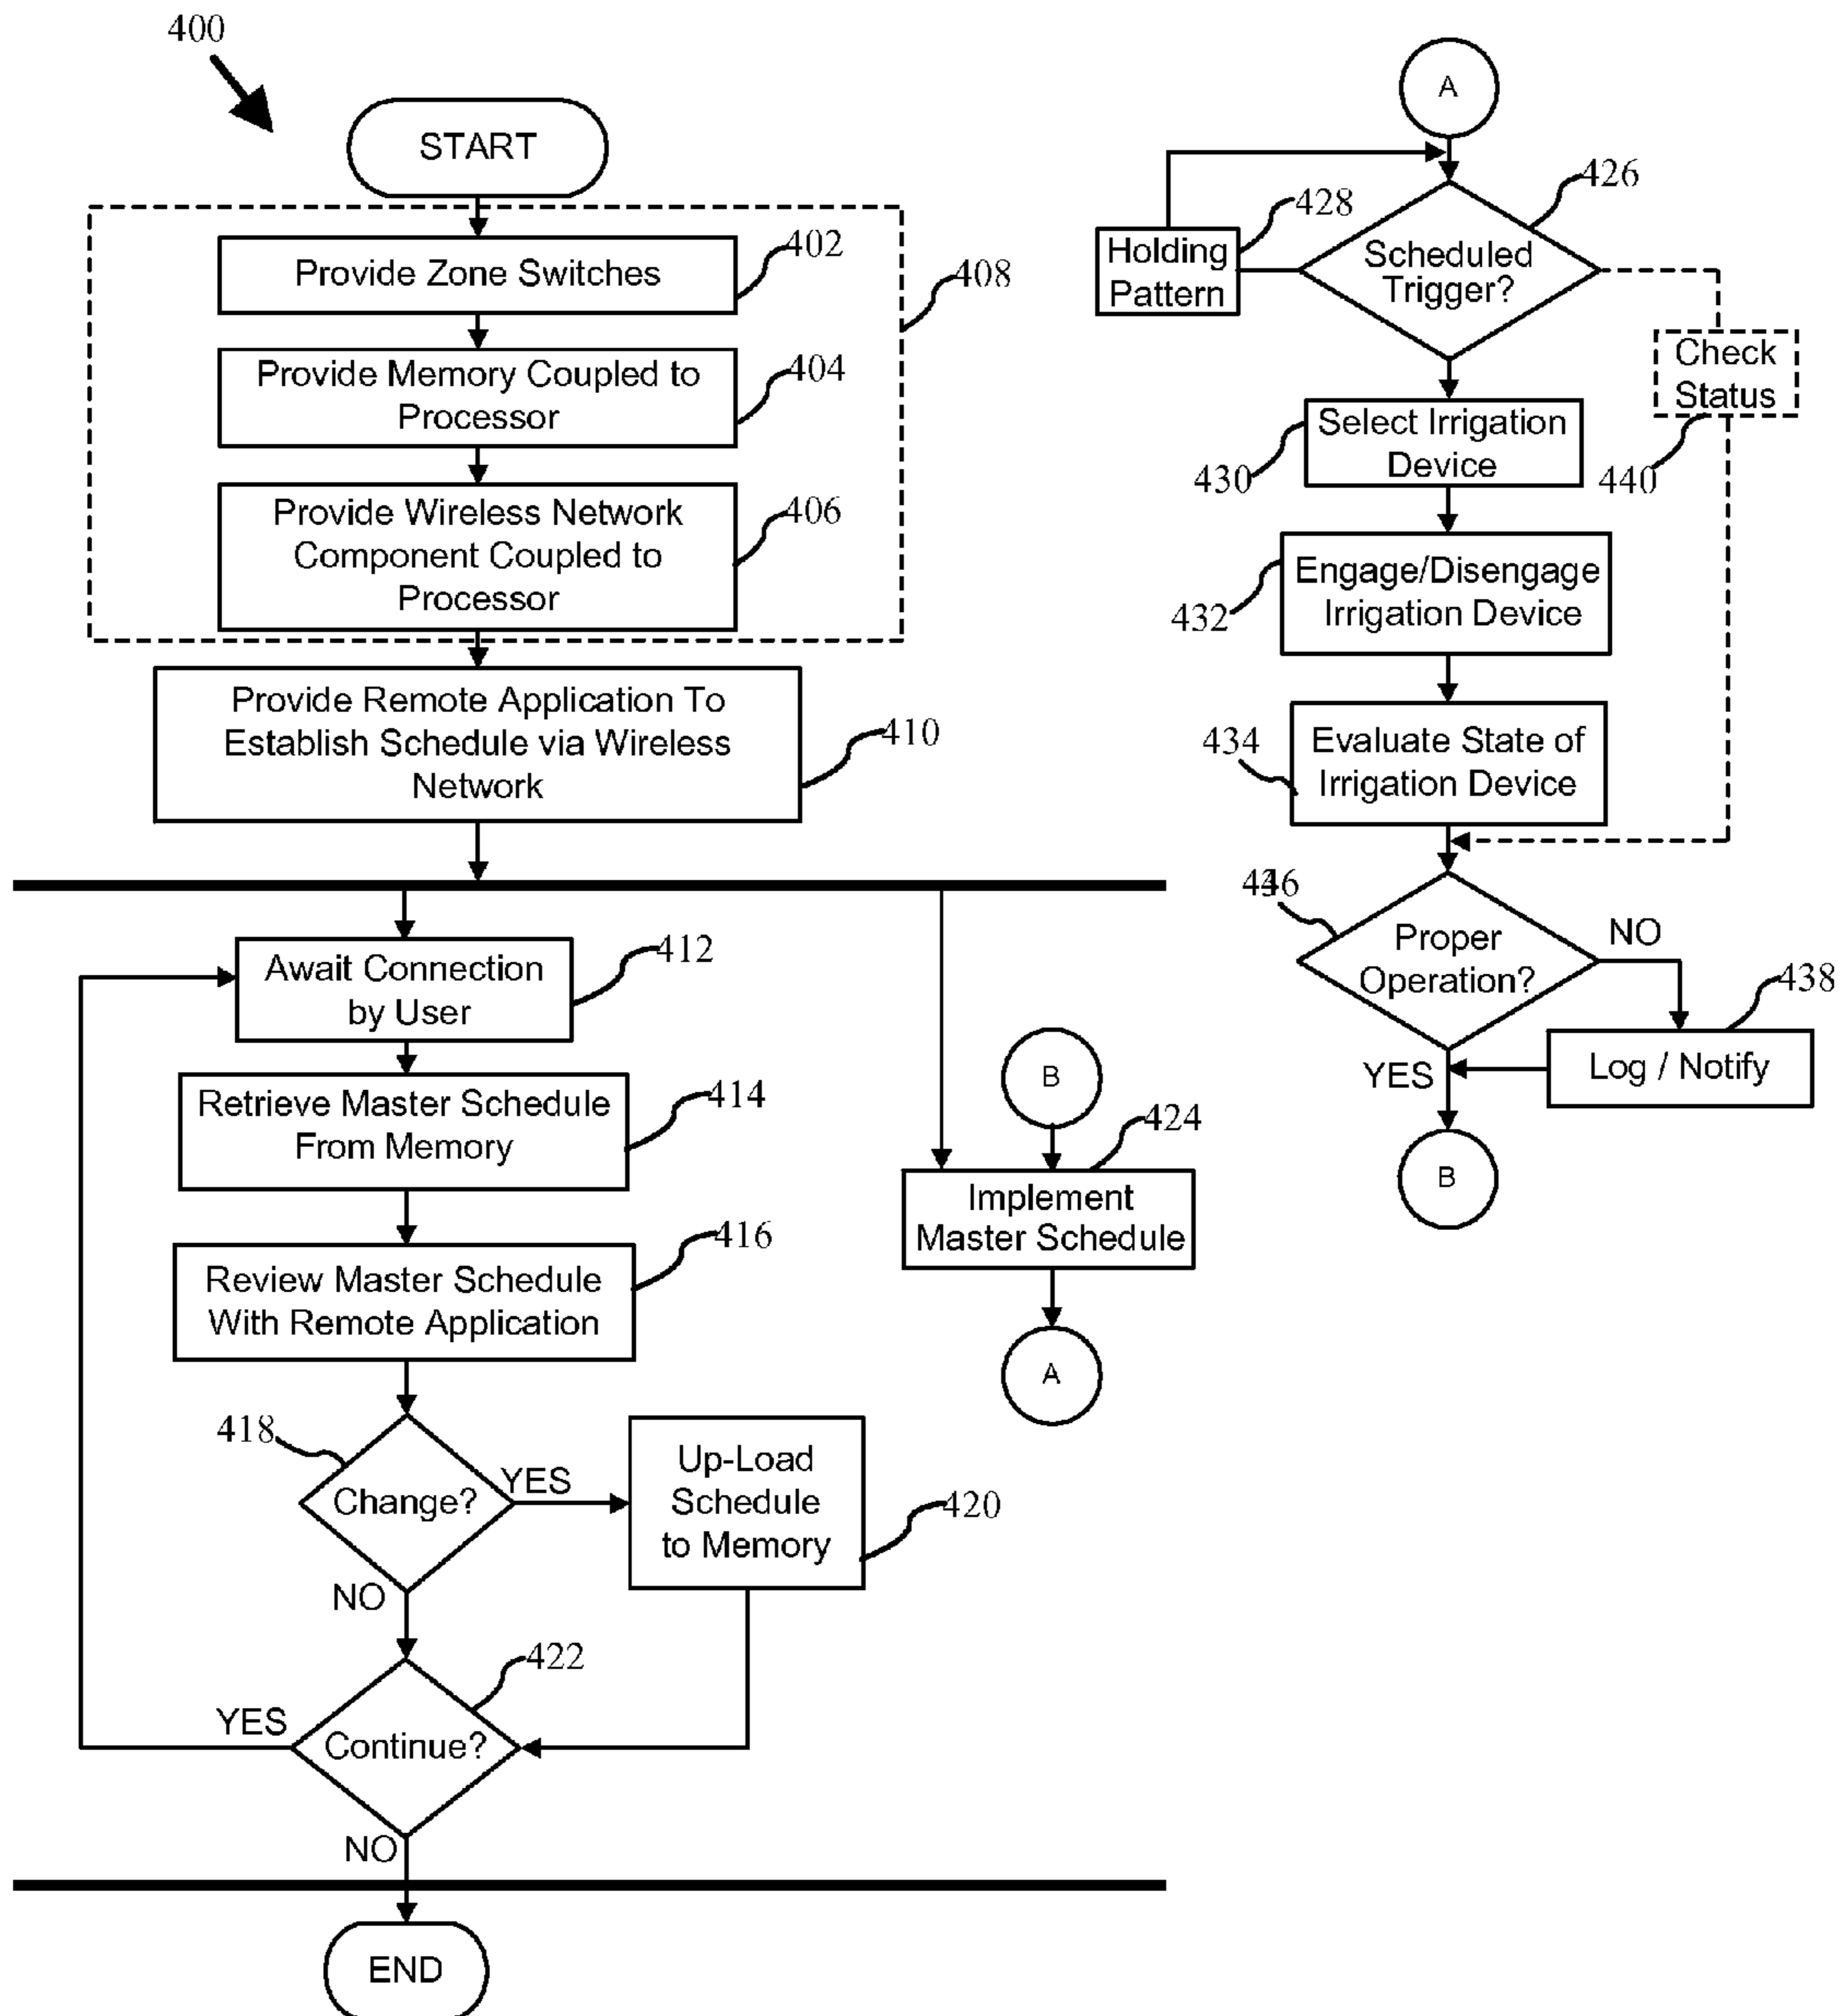 400
START
Provide Zone Switches
402
408
Provide Memory Coupled to
Processor
404
Provide Wireless Network
Component Coupled to
Processor
406
Provide Remote Application To
Establish Schedule via Wireless
Network
410
Await Connection
by User
412
Retrieve Master Schedule
From Memory
414
Review Master Schedule
With Remote Application
416
418
Change?
YES
NO
Up-Load
Schedule
to Memory
420
422
Continue?
YES
NO
END
B
424
Implement
Master Schedule
A
A
426
Scheduled
Trigger?
428
Holding
Pattern
Check
Status
440
Select Irrigation
Device
430
Engage/Disengage
Irrigation Device
432
Evaluate State of
Irrigation Device
434
Proper
Operation?
NO
438
Log / Notify
YES
B